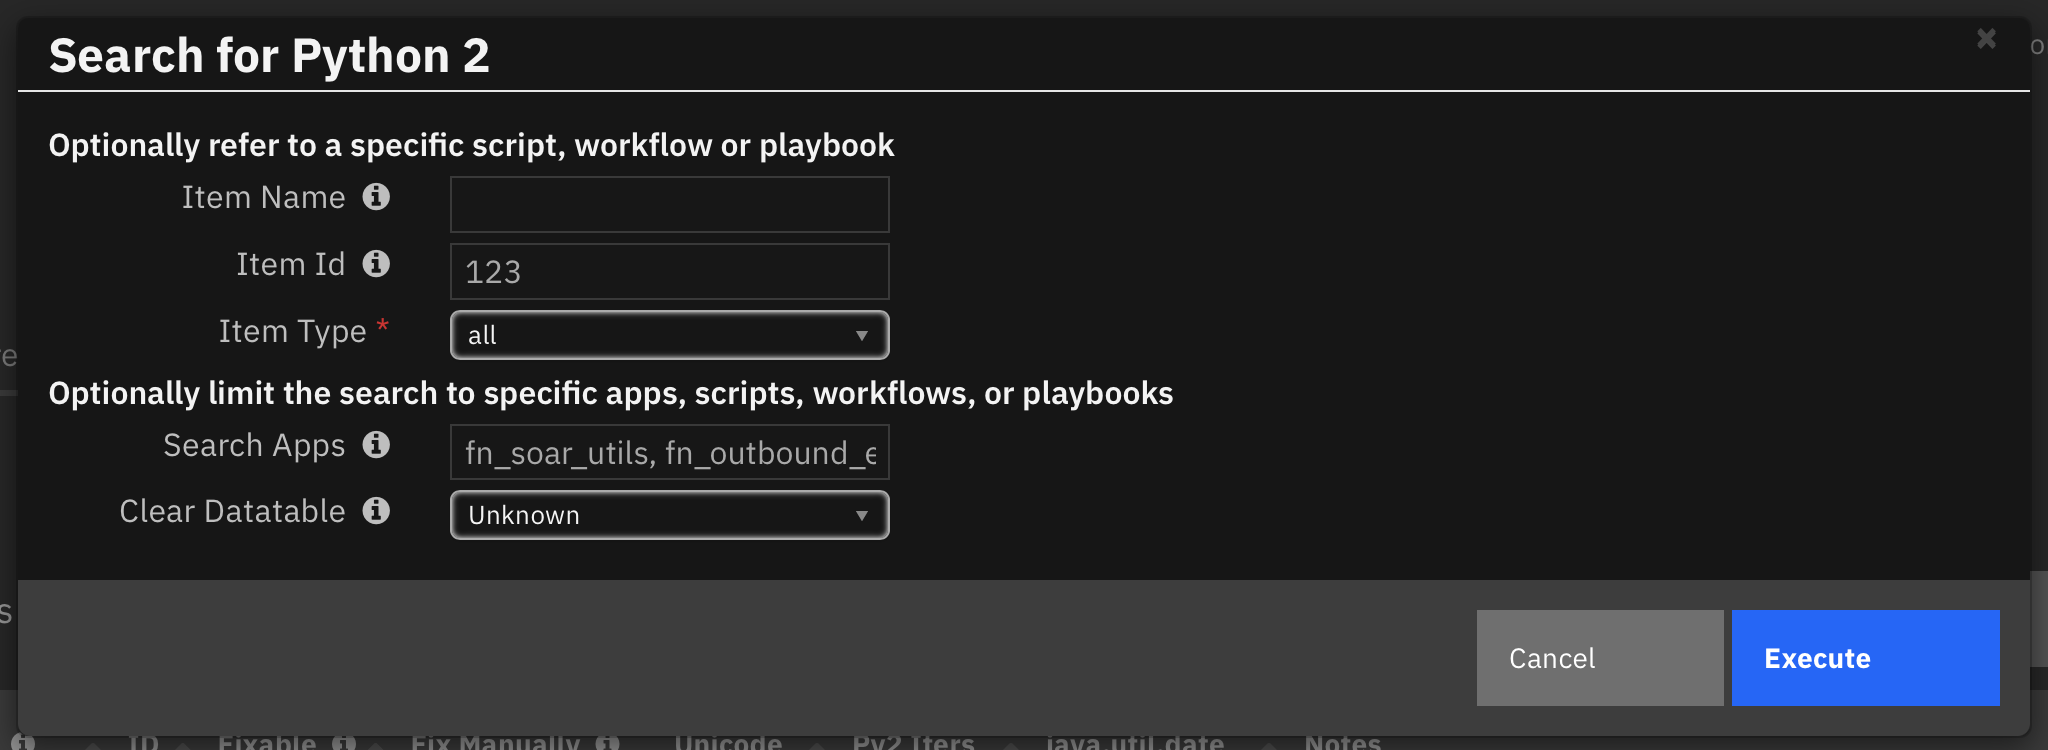 Search for Python 2
Optionally refer to a specific script, workflow or playbook
Item Name
Item Id 123
Item Type * all
Optionally limit the search to specific apps, scripts, workflows, or playbooks
Search Apps fn_soar_utils, fn_outbound_e
Clear Datatable Unknown
Cancel Execute
ID Fixable Fix Manually Unicode Py2 Iters java.util.date Notes